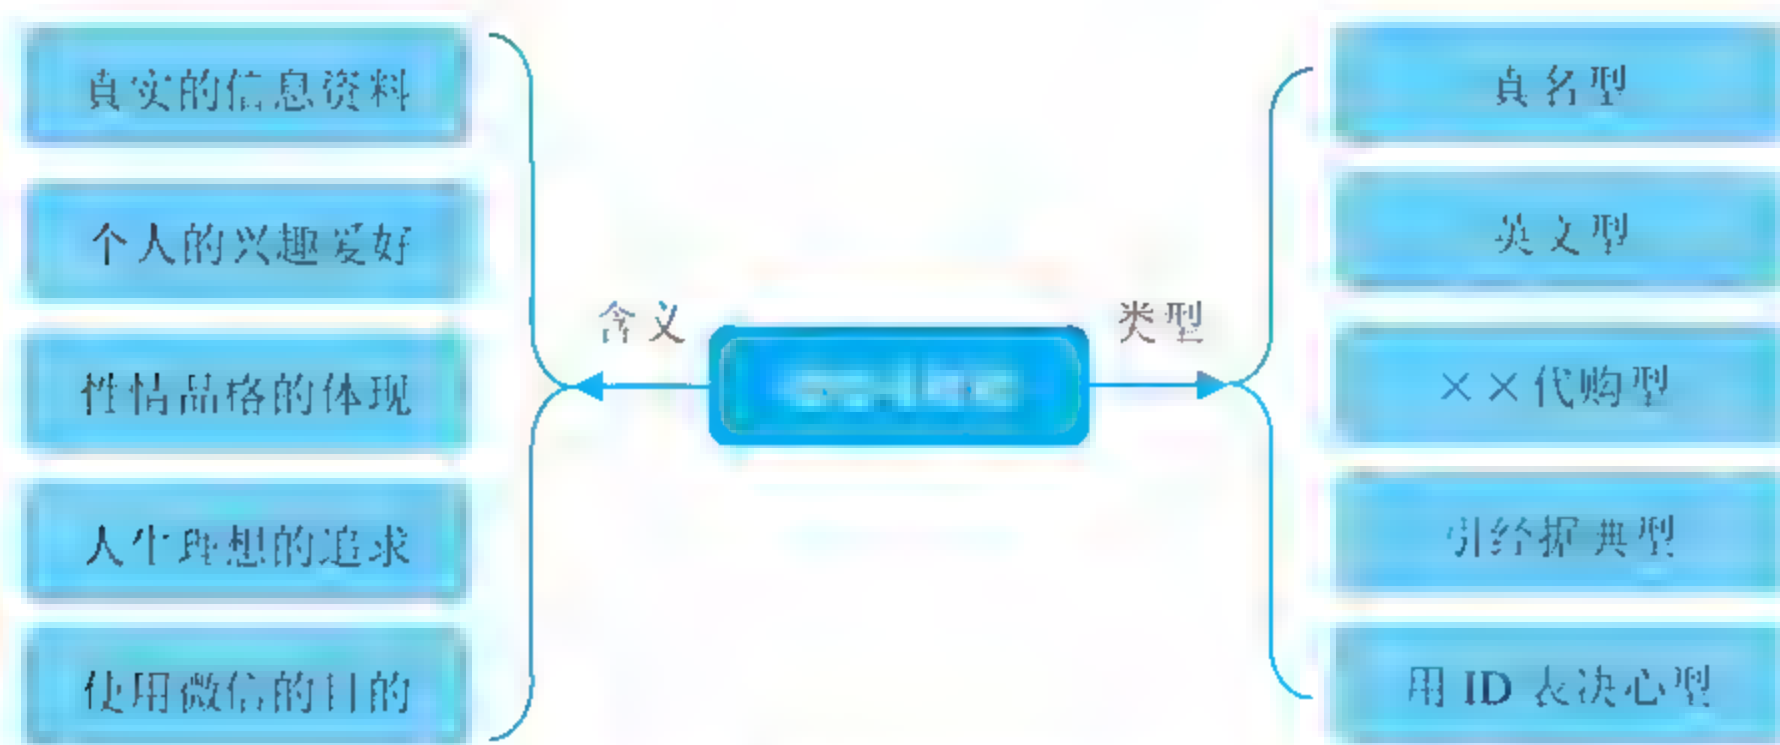 真实的信息资料
个人的兴趣爱好
性情品格的体现
人生理想的追求
使用微信的目的
含义
类型
真名型
英文型
××代购型
引经据典型
用 ID 表决心型